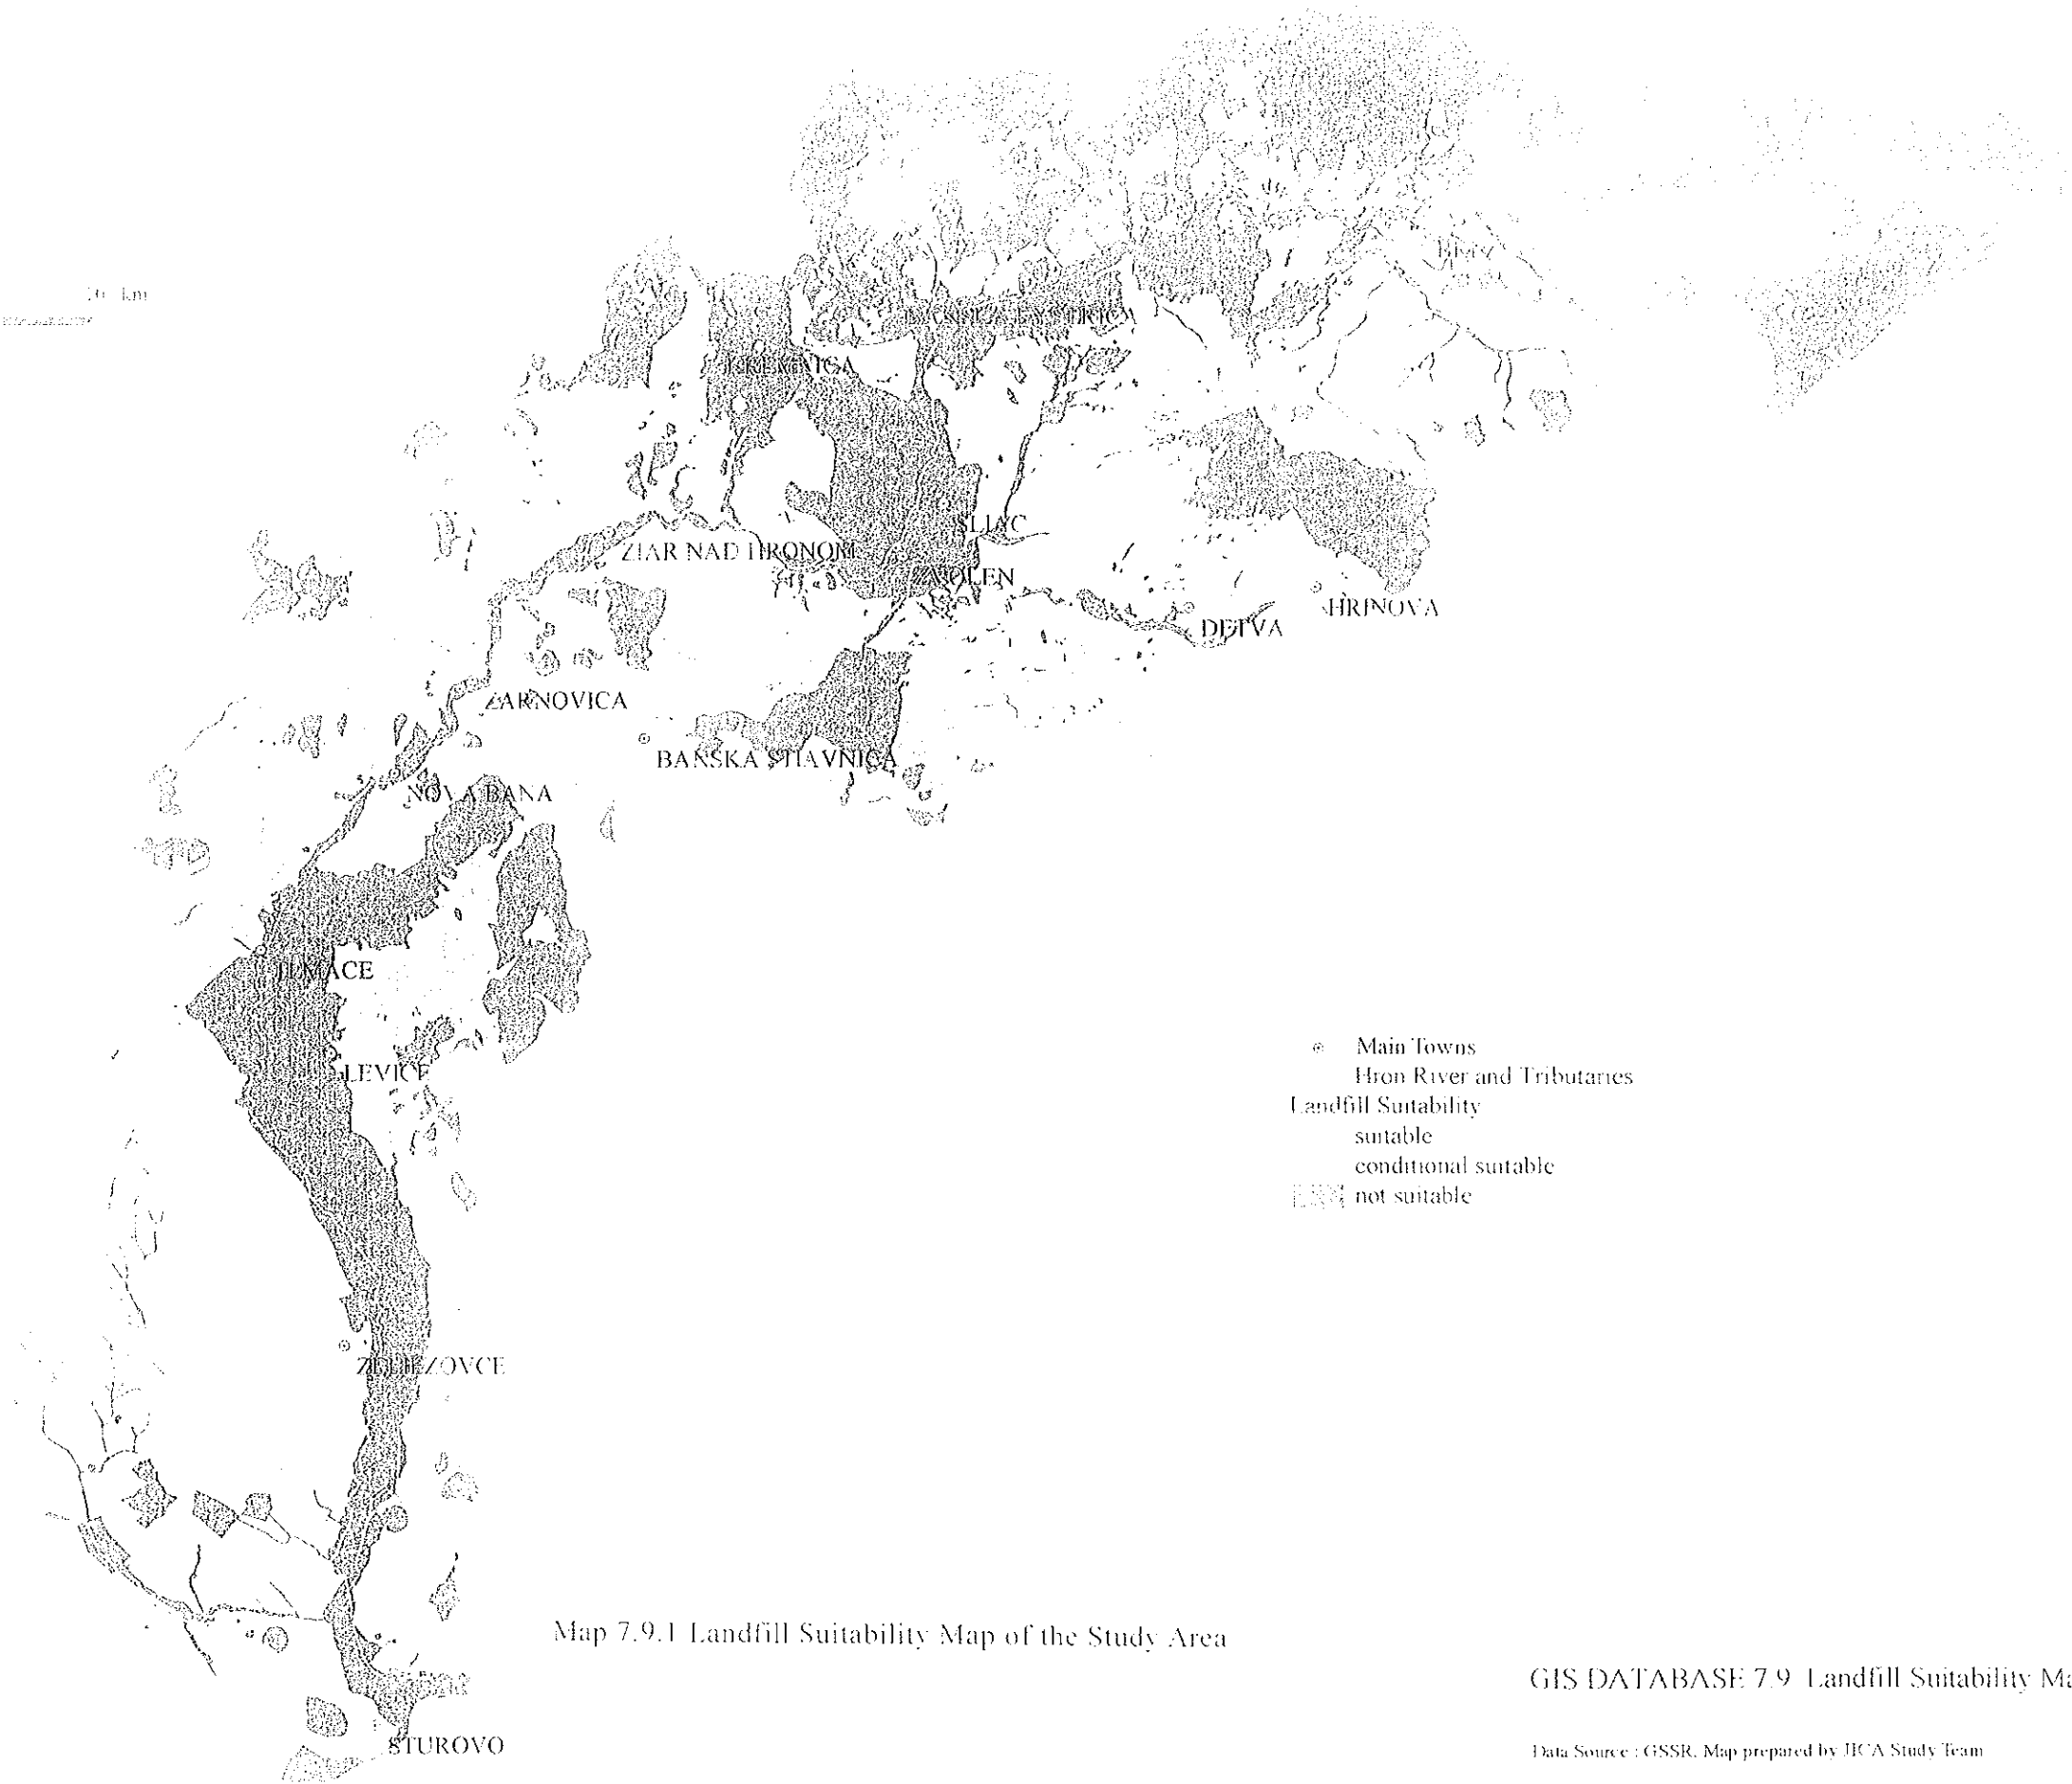 km
KREMNICA
SLIAC
ZIAR NAD HRONOM
ZVOLEN
HRINOVA
DETVA
ZARNOVICA
BANSKA STIAVNICA
NOVA BANA
TLMACE
LEVICE
ZELIEZOVCE
STUROVO
Main Towns
Hron River and Tributaries
Landfill Suitability
suitable
conditional suitable
not suitable
Map 7.9.1 Landfill Suitability Map of the Study Area
GIS DATABASE 7.9 Landfill Suitability Ma
Data Source : GSSR, Map prepared by JICA Study Team